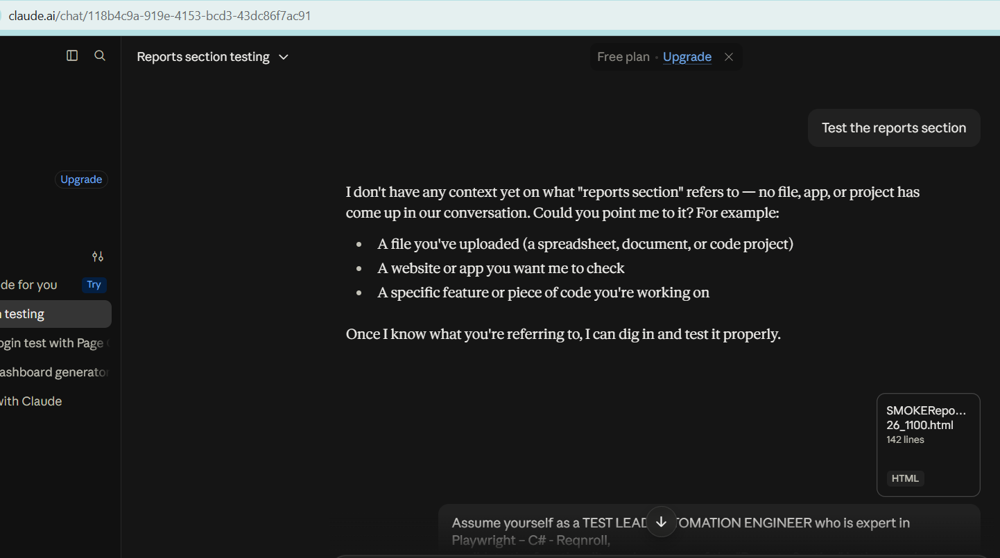 claude.ai/chat/118b4c9a-919e-4153-bcd3-43dc86f7ac91
Reports section testing
Free plan · Upgrade
Test the reports section
Upgrade
I don't have any context yet on what "reports section" refers to — no file, app, or project has
come up in our conversation. Could you point me to it? For example:
• A file you've uploaded (a spreadsheet, document, or code project)
• A website or app you want me to check
• A specific feature or piece of code you're working on
Once I know what you're referring to, I can dig in and test it properly.
de for you
Try
testing
ogin test with Page
ashboard generator
with Claude
SMOKERepo...
26_1100.html
142 lines
HTML
Assume yourself as a TEST LEAD TOMATION ENGINEER who is expert in
Playwright – C# - Reqnroll,